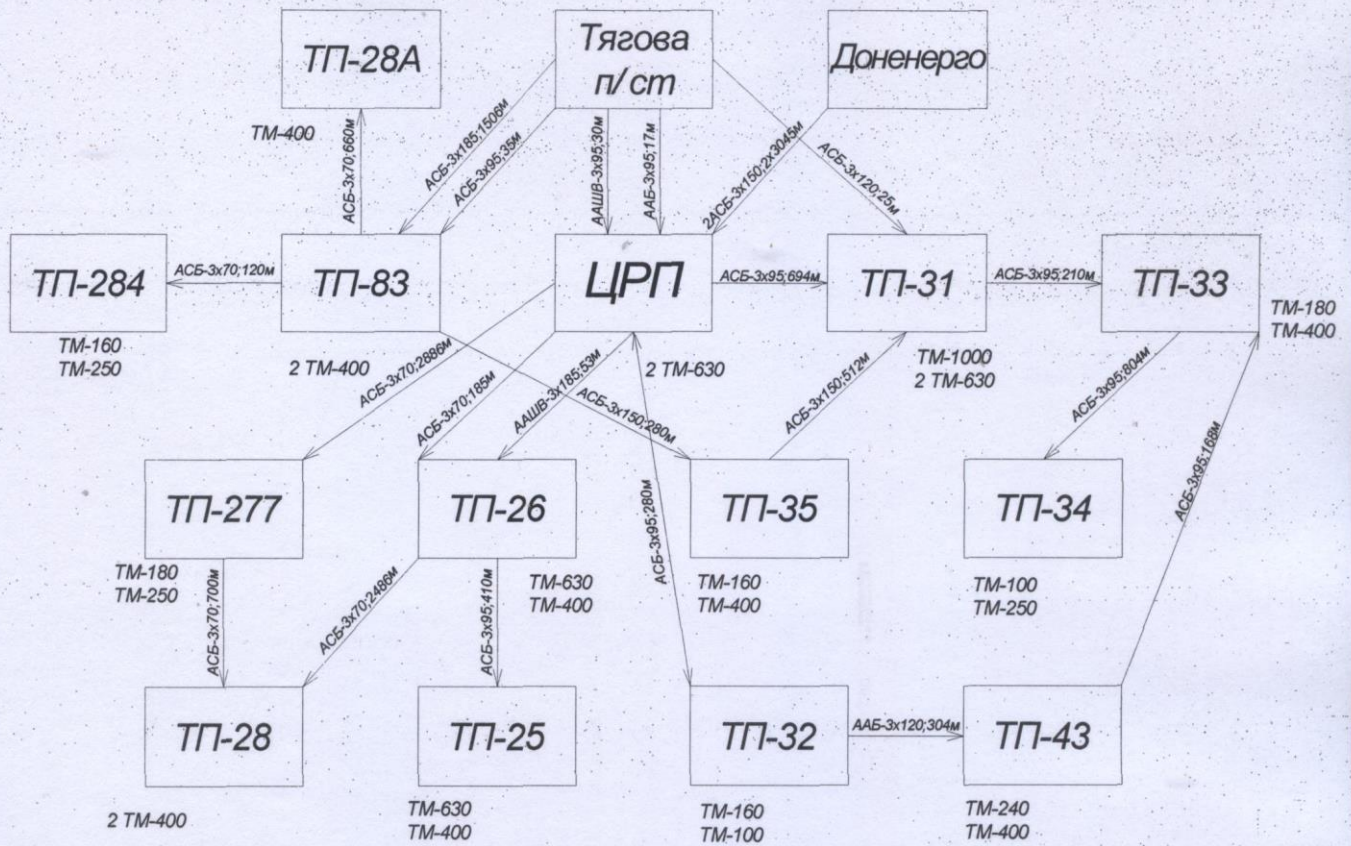 ТП-28А
Тягова
п/ст
Доненерго
ТМ-400
АСБ-3х70;660м
АСБ-3х185;1506м
АСБ-3х95;35м
ААШВ-3х95;30м
ААБ-3х95;17м
2АСБ-3х150;2х3045м
АСБ-3х120;25м
ТП-284
АСБ-3х70;120м
ТП-83
ЦРП
АСБ-3х95;694м
ТП-31
АСБ-3х95;210м
ТП-33
ТМ-180
ТМ-400
ТМ-160
ТМ-250
2 ТМ-400
2 ТМ-630
ТМ-1000
2 ТМ-630
АСБ-3х70;2886м
АСБ-3х70;185м
ААШВ-3х185;53м
АСБ-3х150;280м
АСБ-3х150;512м
АСБ-3х95;804м
АСБ-3х95;168м
ТП-277
ТП-26
АСБ-3х95;280м
ТП-35
ТП-34
ТМ-180
ТМ-250
АСБ-3х70;700м
АСБ-3х70;2486м
АСБ-3х95;410м
ТМ-630
ТМ-400
ТМ-160
ТМ-400
ТМ-100
ТМ-250
ТП-28
ТП-25
ТП-32
ААБ-3х120;304м
ТП-43
2 ТМ-400
ТМ-630
ТМ-400
ТМ-160
ТМ-100
ТМ-240
ТМ-400